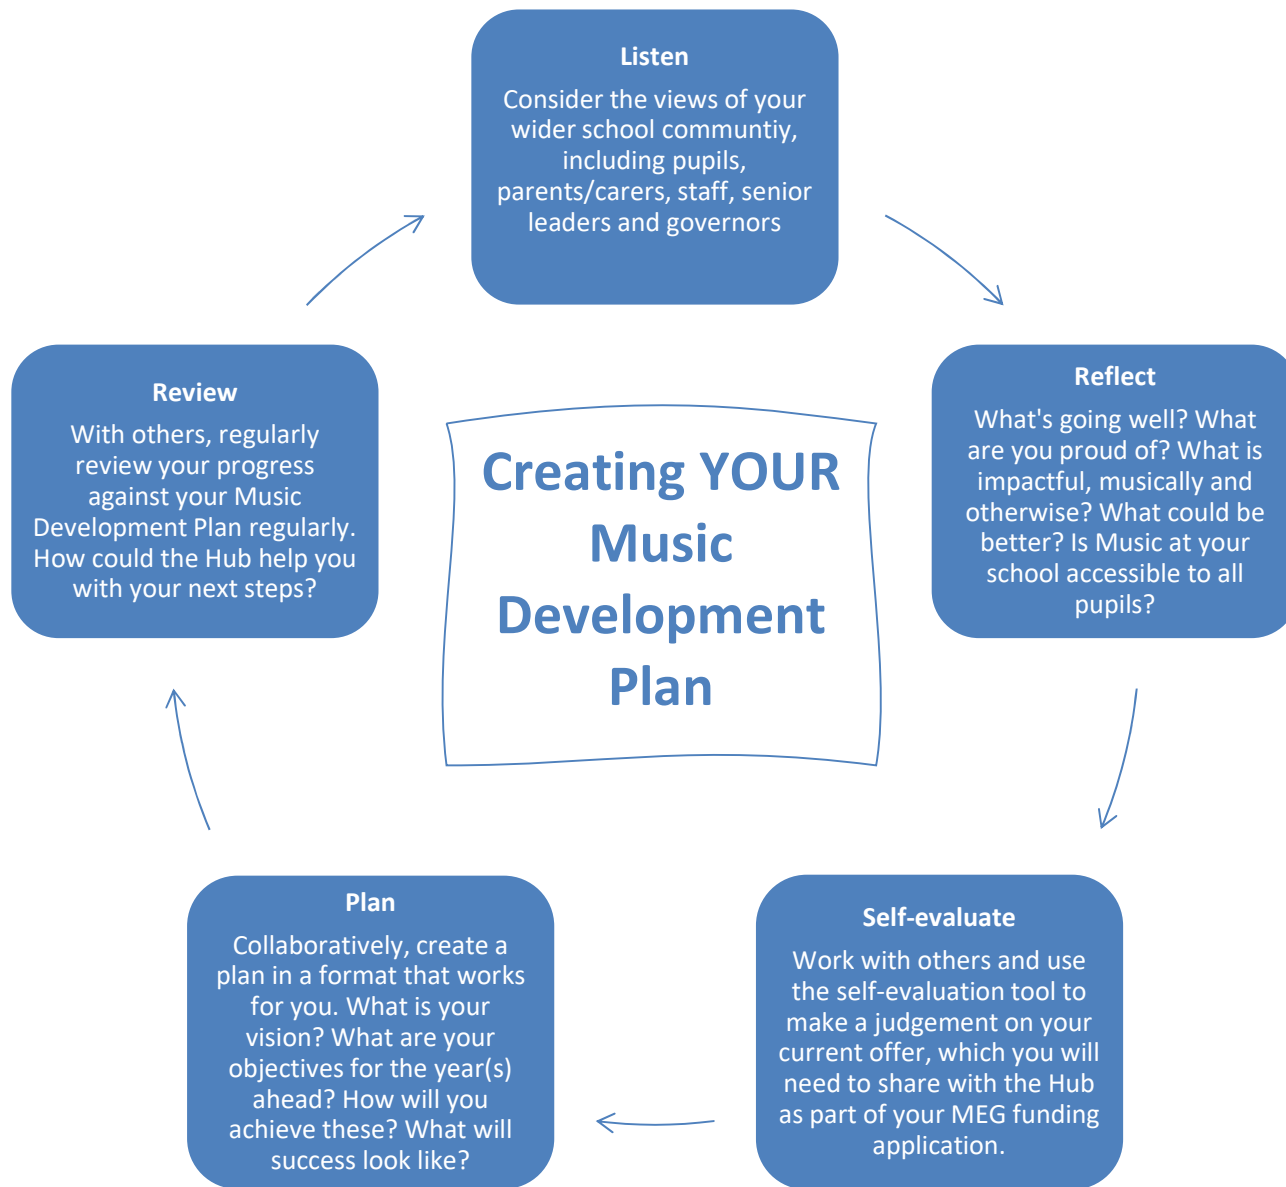 Listen
Consider the views of your
wider school communtiy,
including pupils,
parents/carers, staff, senior
leaders and governors
Reflect
What's going well? What
are you proud of? What is
impactful, musically and
otherwise? What could be
better? Is Music at your
school accessible to all
pupils?
Self-evaluate
Work with others and use
the self-evaluation tool to
make a judgement on your
current offer, which you will
need to share with the Hub
as part of your MEG funding
application.
Plan
Collaboratively, create a
plan in a format that works
for you. What is your
vision? What are your
objectives for the year(s)
ahead? How will you
achieve these? What will
success look like?
Review
With others, regularly
review your progress
against your Music
Development Plan regularly.
How could the Hub help you
with your next steps?
Creating YOUR
Music
Development
Plan